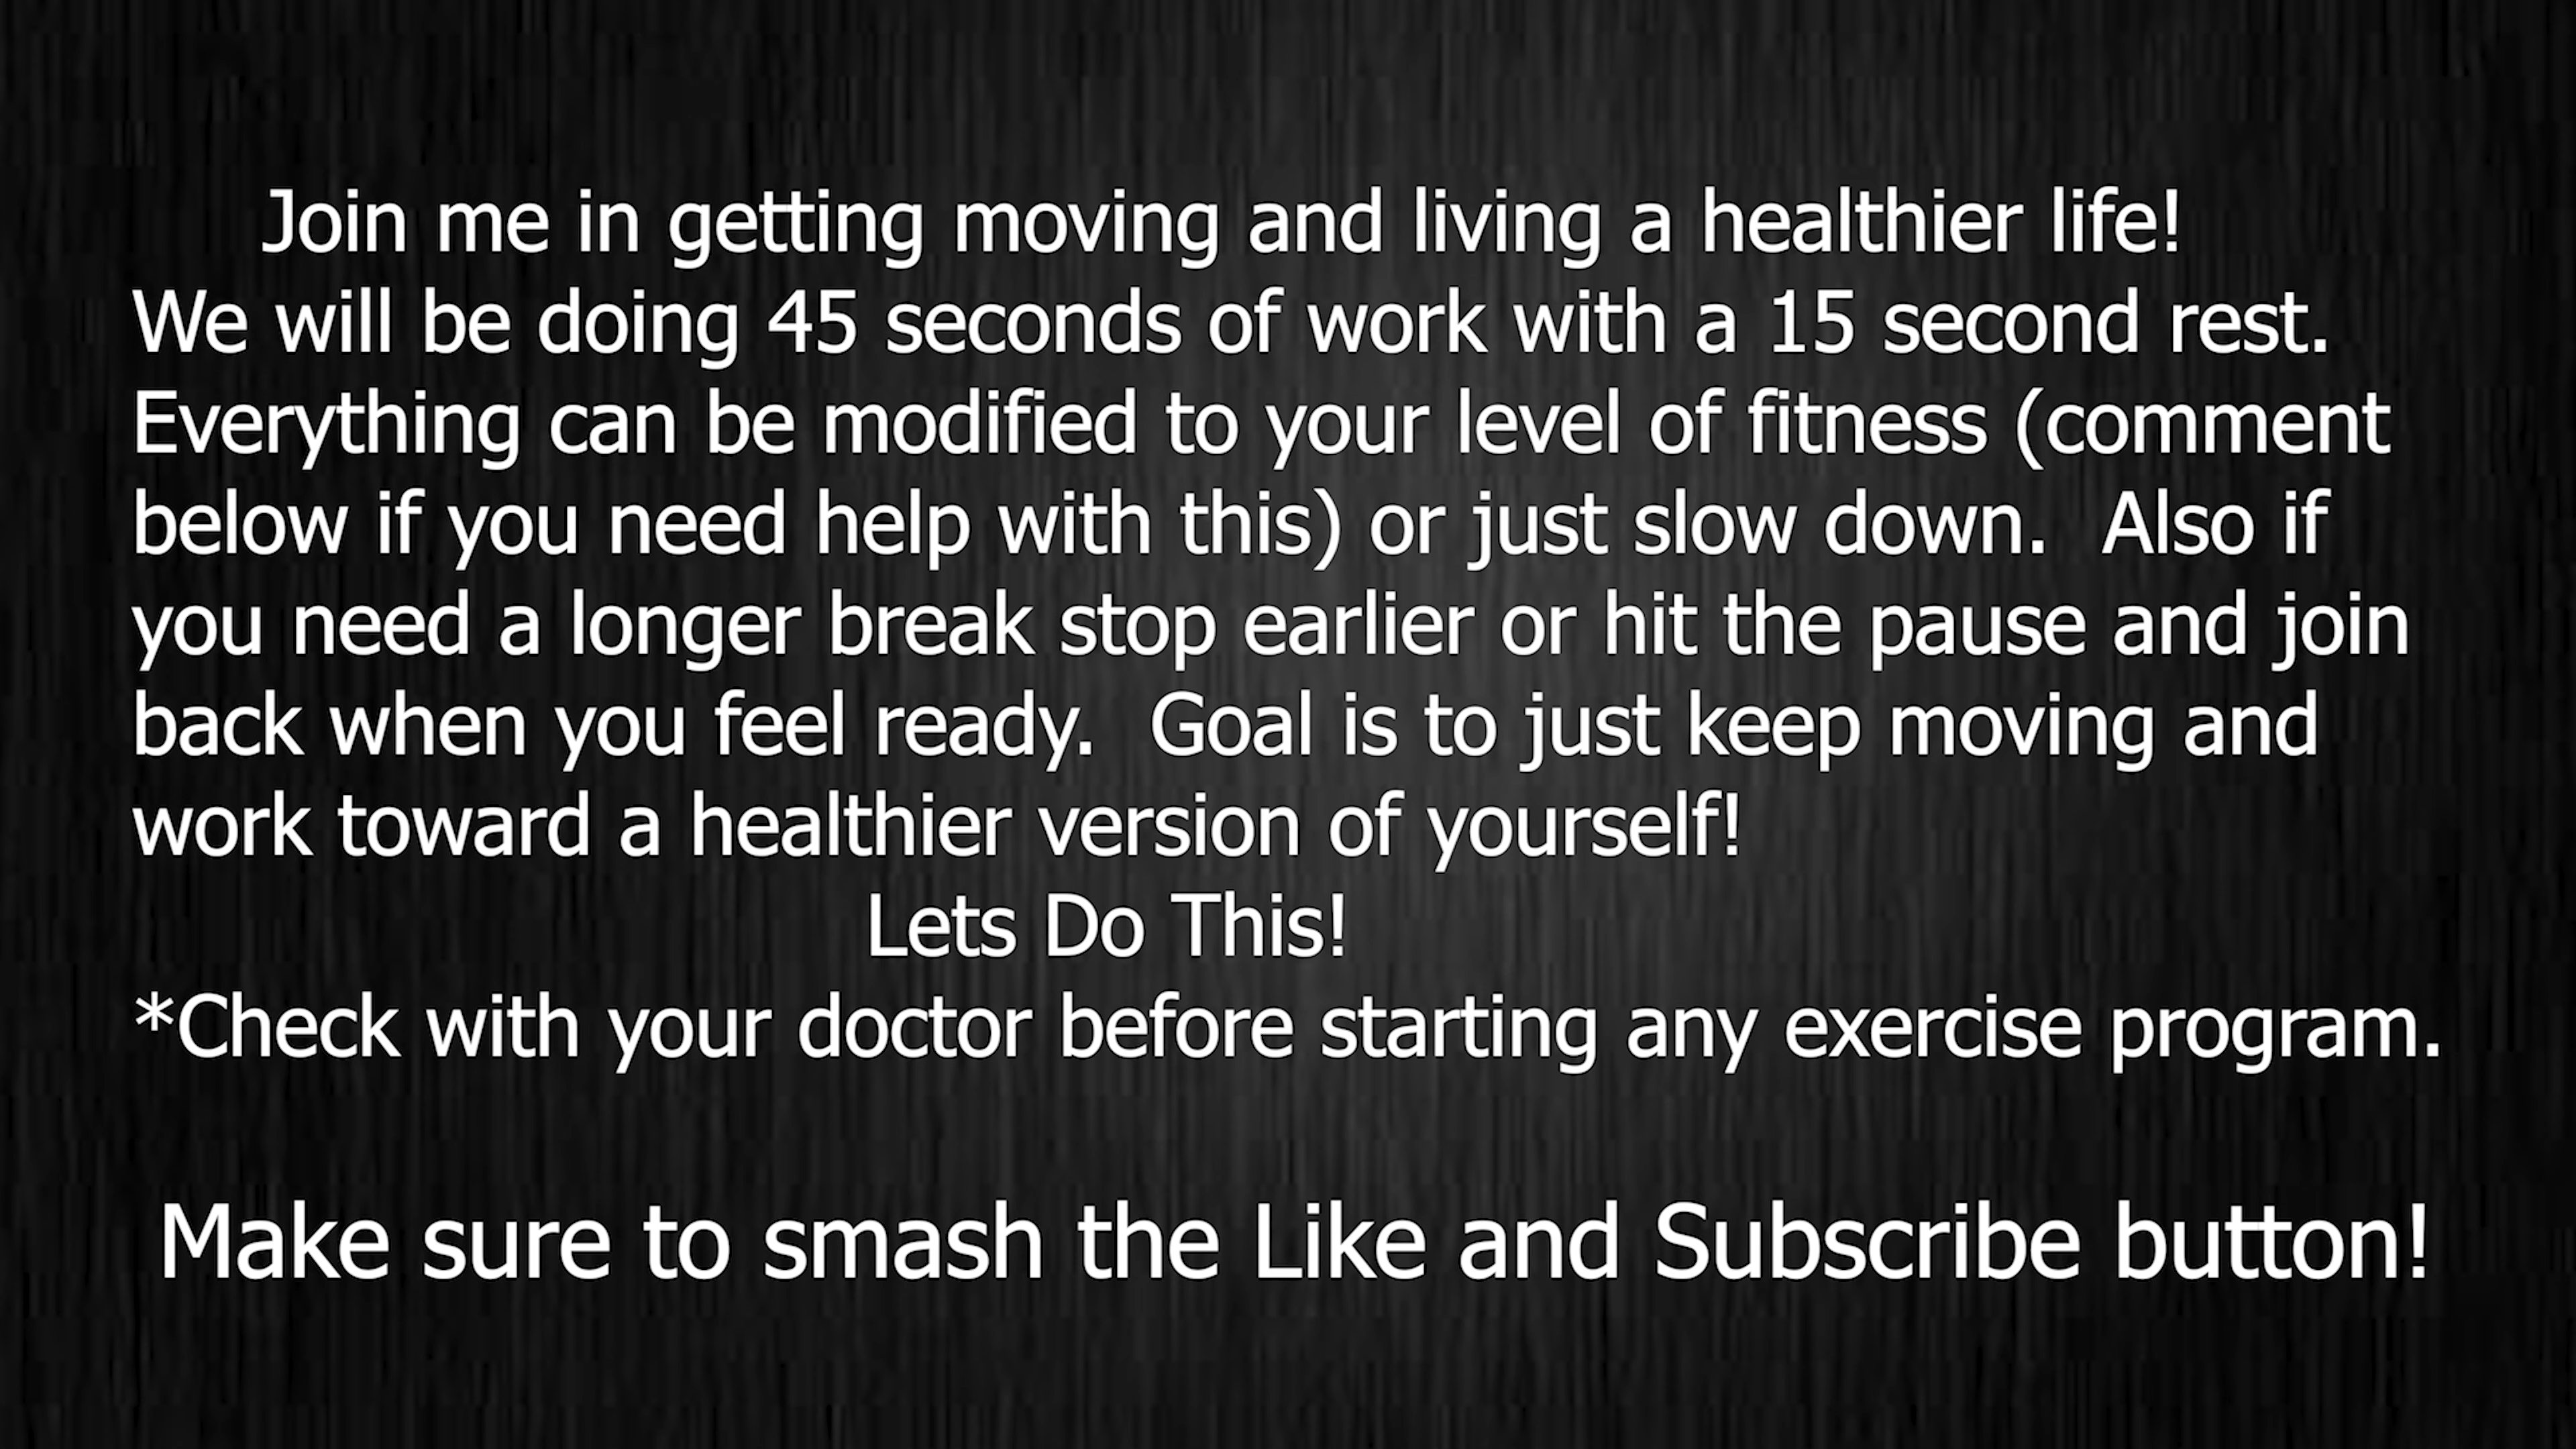 Join me in getting moving and living a healthier life!
We will be doing 45 seconds of work with a 15 second rest.
Everything can be modified to your level of fitness (comment
below if you need help with this) or just slow down.  Also if
you need a longer break stop earlier or hit the pause and join
back when you feel ready.  Goal is to just keep moving and
work toward a healthier version of yourself!
Lets Do This!
*Check with your doctor before starting any exercise program.
Make sure to smash the Like and Subscribe button!